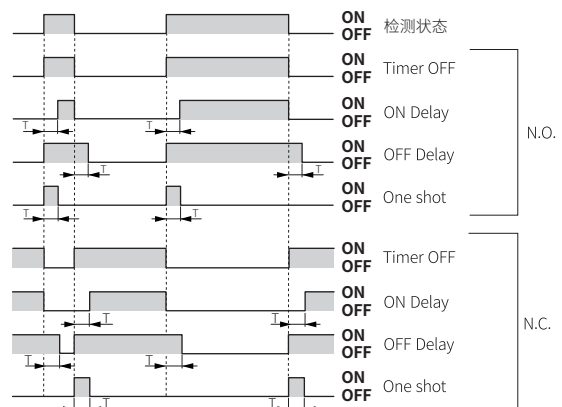 ON
OFF 检测状态
ON
OFF Timer OFF
ON
OFF ON Delay
T T
N.O.
ON
OFF OFF Delay
T T
ON
OFF One shot
T T
ON
OFF Timer OFF
ON
OFF ON Delay
T T
N.C.
ON
OFF OFF Delay
T T
ON
OFF One shot
T T